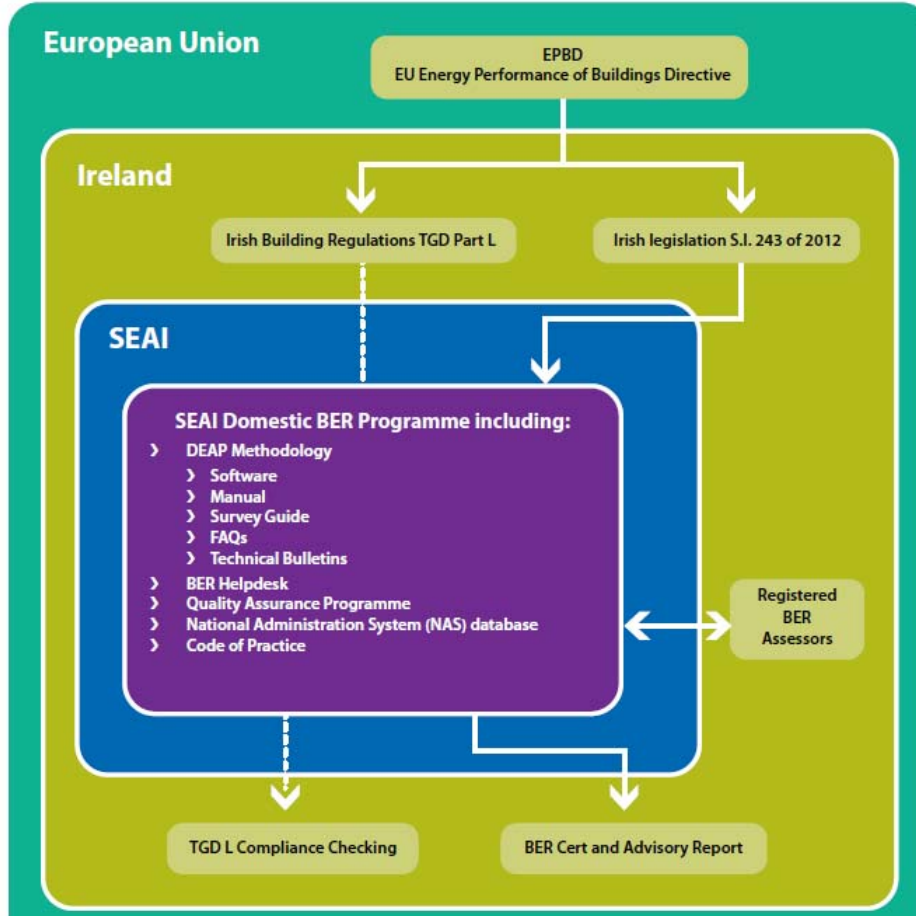 European Union
EPBD
EU Energy Performance of Buildings Directive
Ireland
Irish Building Regulations TGD Part L
Irish legislation S.I. 243 of 2012
SEAI
SEAI Domestic BER Programme including:
› DEAP Methodology
› Software
› Manual
› Survey Guide
› FAQs
› Technical Bulletins
› BER Helpdesk
› Quality Assurance Programme
› National Administration System (NAS) database
› Code of Practice
Registered
BER
Assessors
TGD L Compliance Checking
BER Cert and Advisory Report